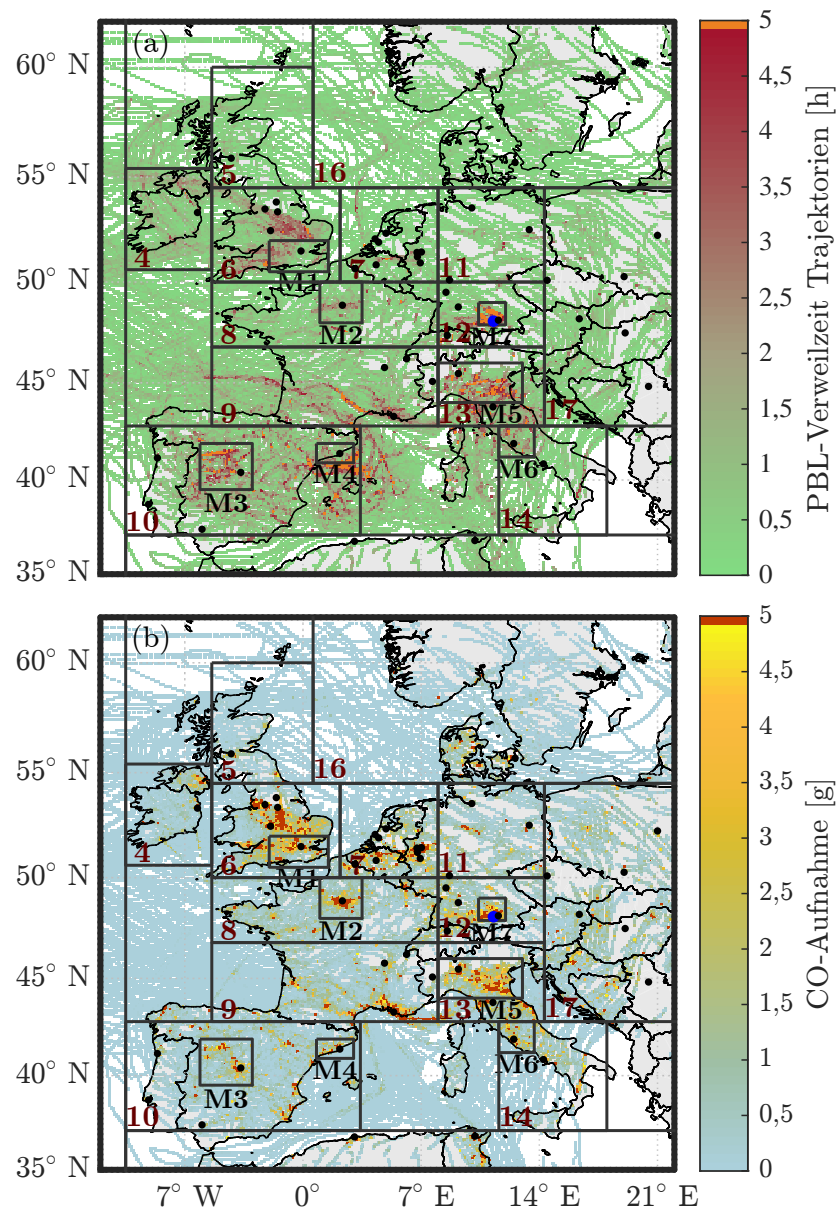 (a)
60° N
55° N
50° N
45° N
40° N
35° N
5
16
4
6
M1
7
11
8
M2
12
M7
9
13
M5
17
M3
M4
M6
10
14
5
4,5
4
3,5
3
2,5
2
1,5
1
0,5
0
PBL-Verweilzeit Trajektorien [h]
(b)
60° N
55° N
50° N
45° N
40° N
35° N
5
16
4
6
M1
7
11
8
M2
12
M7
9
13
M5
17
M3
M4
M6
10
14
7° W
0°
7° E
14° E
21° E
5
4,5
4
3,5
3
2,5
2
1,5
1
0,5
0
CO-Aufnahme [g]